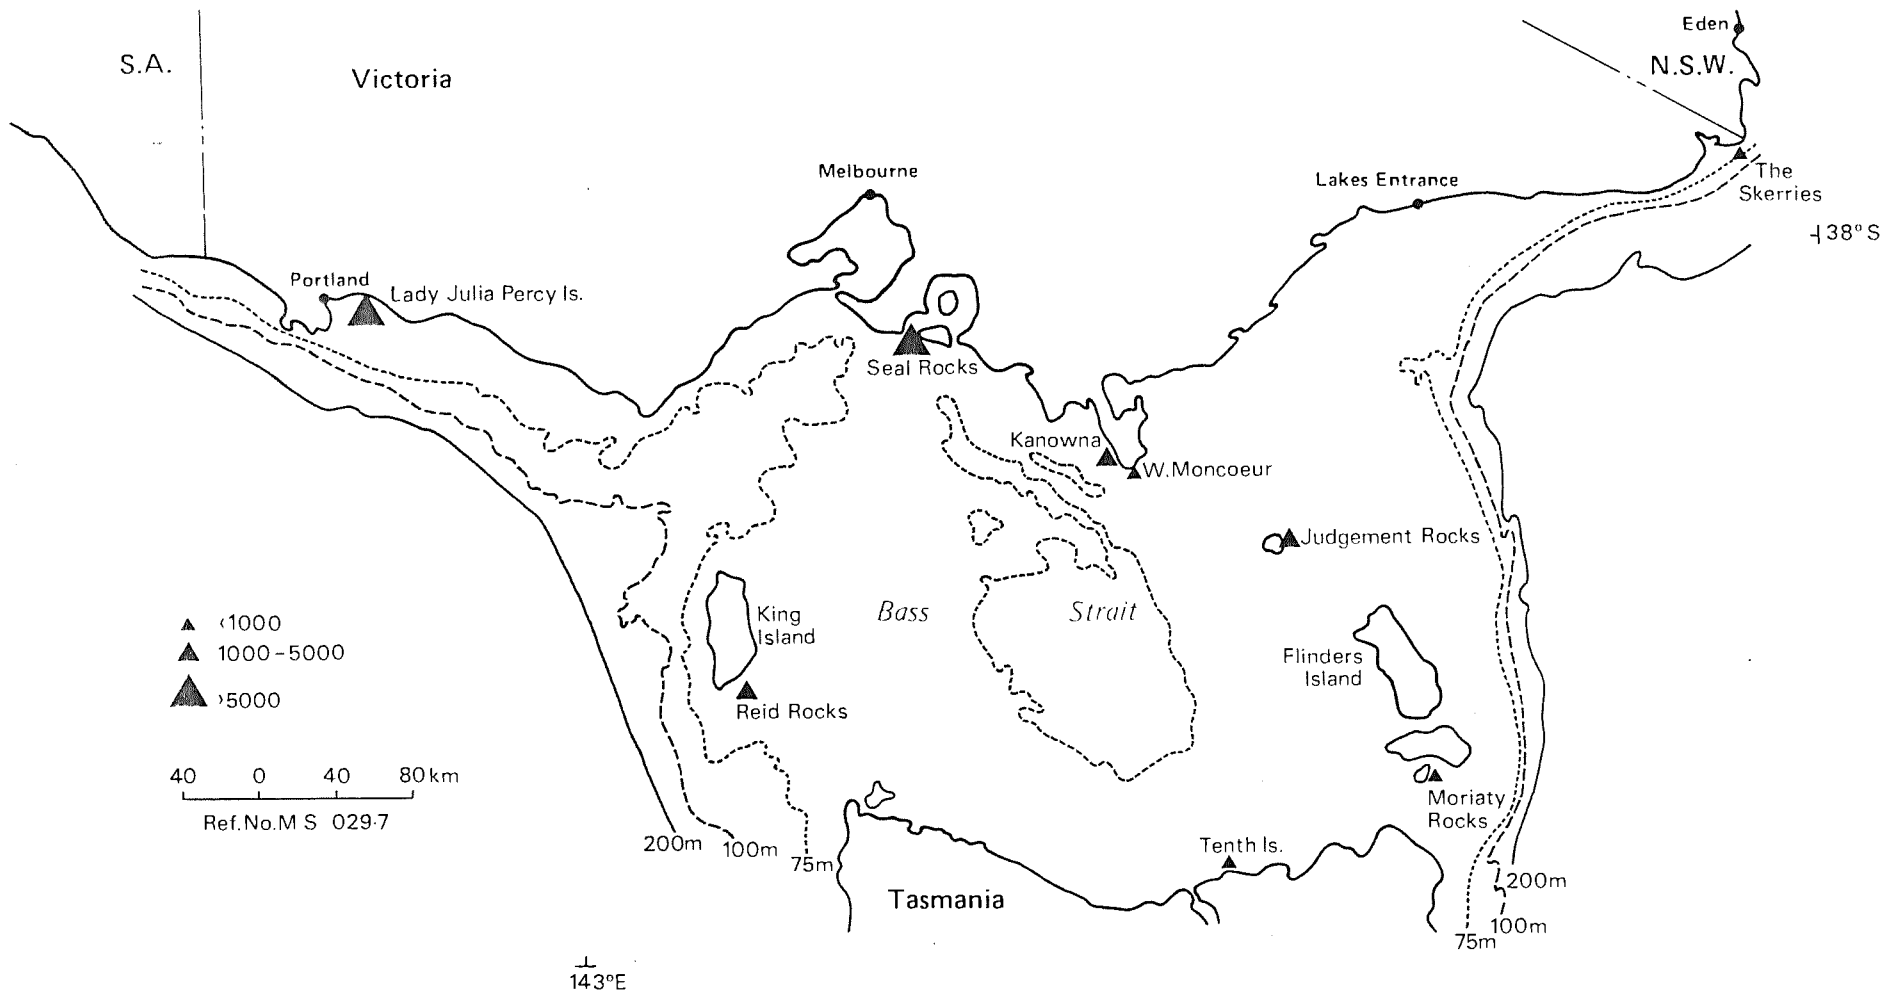 Eden
S.A.
Victoria
N.S.W.
Melbourne
Lakes Entrance
The
Skerries
38°S
Portland
Lady Julia Percy Is.
Seal Rocks
Kanowna
W.Moncoeur
Judgement Rocks
Bass Strait
King
Island
Flinders
Island
Reid Rocks
<1000
1000-5000
>5000
40 0 40 80km
Ref.No.M S 029·7
Moriaty
Rocks
Tenth Is.
200m
100m
75m
Tasmania
200m
100m
75m
143°E